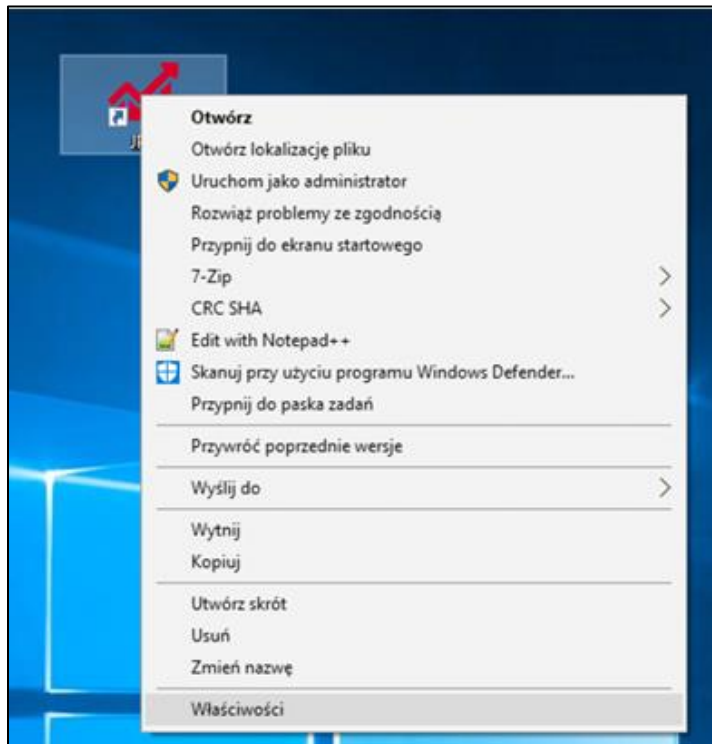 Otwórz
Otwórz lokalizację pliku
Uruchom jako administrator
Rozwiąż problemy ze zgodnością
Przypnij do ekranu startowego
7-Zip
CRC SHA
Edit with Notepad++
Skanuj przy użyciu programu Windows Defender...
Przypnij do paska zadań
Przywróć poprzednie wersje
Wyślij do
Wytnij
Kopiuj
Utwórz skrót
Usuń
Zmień nazwę
Właściwości